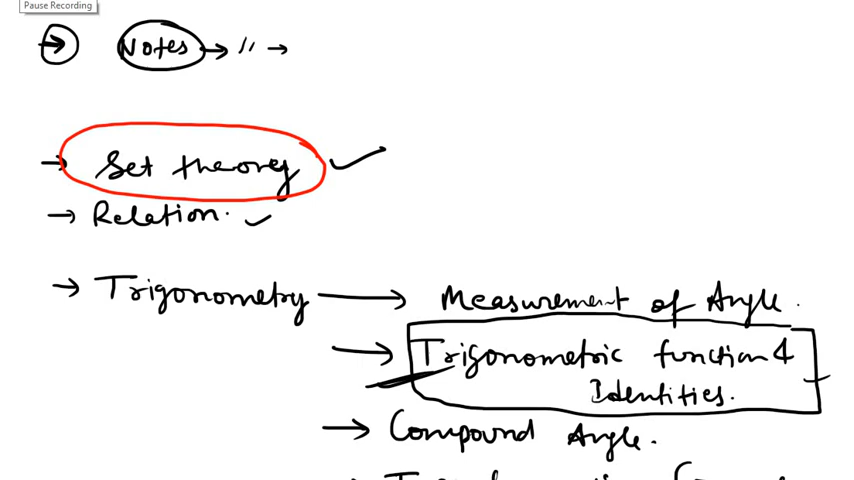 Pause Recording
→ Notes → " →
→ Set theory ✓
→ Relation. ✓
→ Trigonometry → Measurement of Angle.
→ Trigonometric function &
Identities.
→ Compound Angle.